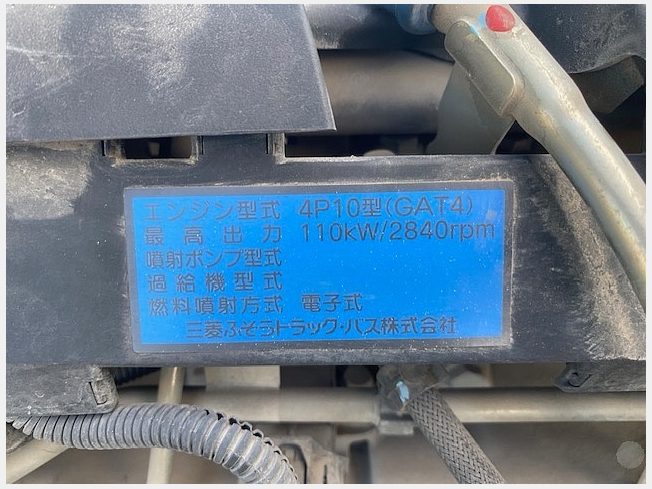 エンジン型式 4P10型(GAT4)
最高出力 110kW/2840rpm
噴射ポンプ型式
過給機型式
燃料噴射方式 電子式
三菱ふそうトラック・バス株式会社